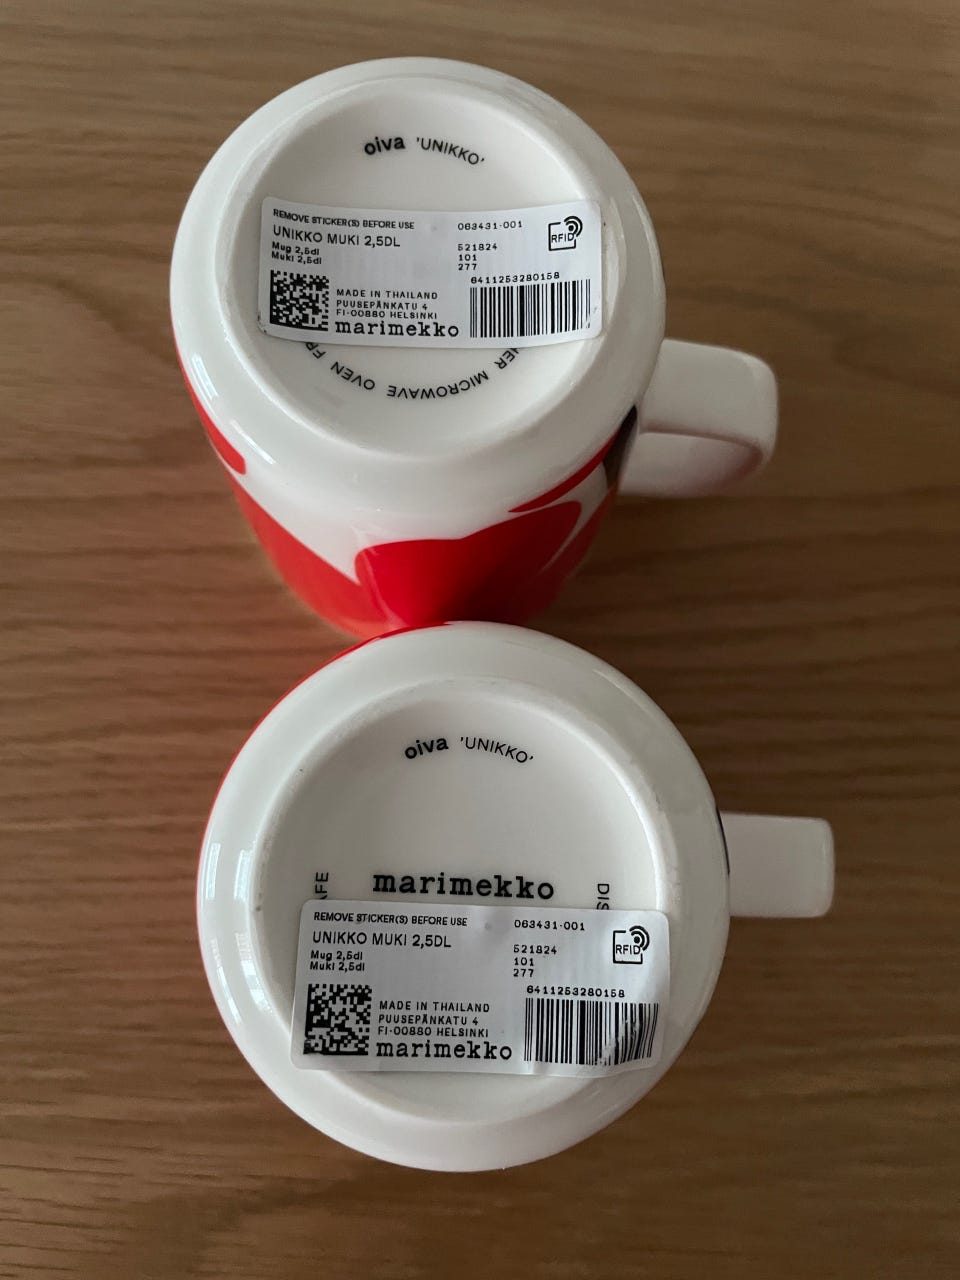 oiva 'UNIKKO'
REMOVE STICKER(S) BEFORE USE
063431-001
UNIKKO MUKI 2,5DL
Mug 2,5dl
Muki 2,5dl
521824
101
277
RFID
6411253280158
MADE IN THAILAND
PUUSEPÄNKATU 4
FI-00880 HELSINKI
marimekko
MICROWAVE OVEN
oiva 'UNIKKO'
marimekko
REMOVE STICKER(S) BEFORE USE
063431-001
UNIKKO MUKI 2,5DL
Mug 2,5dl
Muki 2,5dl
521824
101
277
RFID
6411253280158
MADE IN THAILAND
PUUSEPÄNKATU 4
FI-00880 HELSINKI
marimekko